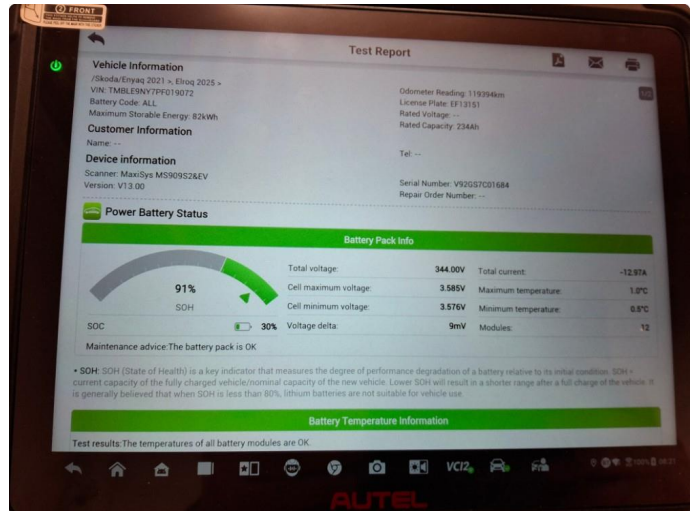 FRONT
Test Report
Vehicle Information
/Skoda/Enyaq 2021 >, Elroq 2025 >
VIN: TMBLE9NY7PF019072
Battery Code: ALL
Maximum Storable Energy: 82kWh
Odometer Reading: 119394km
License Plate: EF13151
Rated Voltage: --
Rated Capacity: 234Ah
Customer Information
Name: --
Tel: --
Device information
Scanner: MaxiSys MS909S2&EV
Version: V13.00
Serial Number: V92GS7C01684
Repair Order Number: --
Power Battery Status
Battery Pack Info
91%
SOH
SOC 30%
Total voltage: 344.00V
Total current: -12.97A
Cell maximum voltage: 3.585V
Maximum temperature: 1.0°C
Cell minimum voltage: 3.576V
Minimum temperature: 0.5°C
Voltage delta: 9mV
Modules: 12
Maintenance advice:The battery pack is OK
• SOH: SOH (State of Health) is a key indicator that measures the degree of performance degradation of a battery relative to its initial condition. SOH =
current capacity of the fully charged vehicle/nominal capacity of the new vehicle. Lower SOH will result in a shorter range after a full charge of the vehicle. It
is generally believed that when SOH is less than 80%, lithium batteries are not suitable for vehicle use.
Battery Temperature Information
Test results:The temperatures of all battery modules are OK.
VCI2
100%
08:27
AUTEL